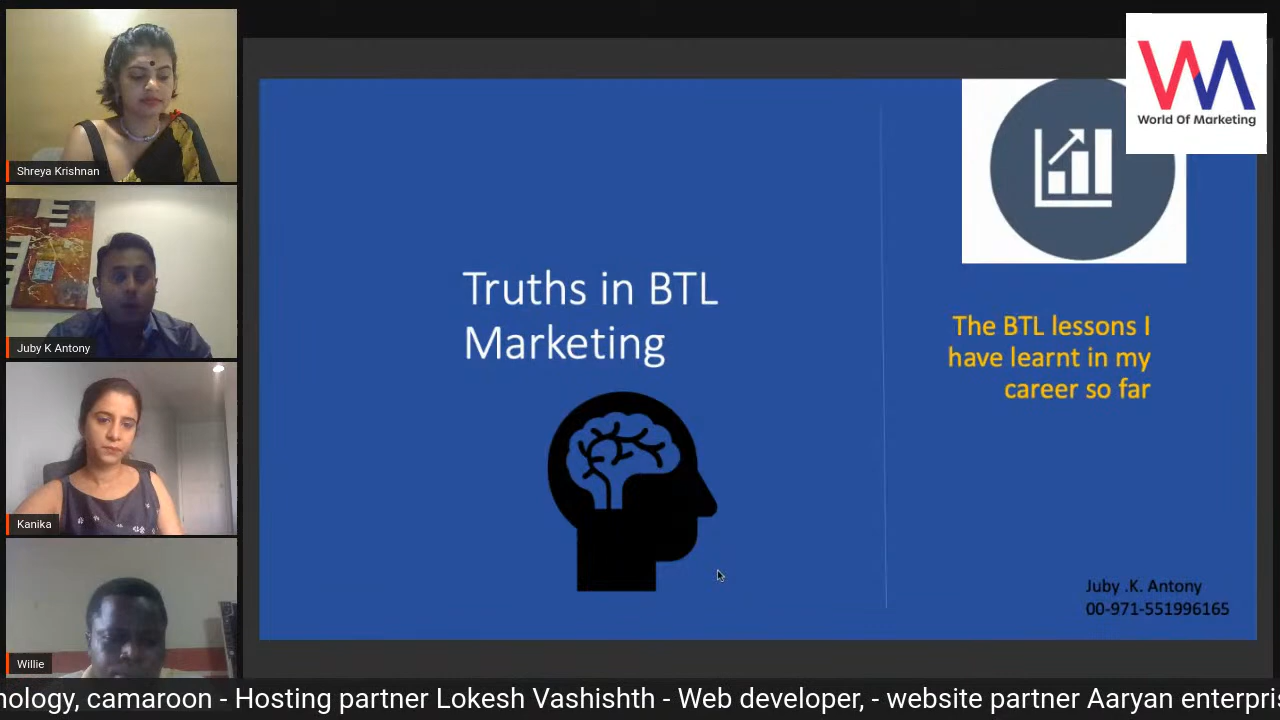 Shreya Krishnan
Juby K Antony
Kanika
Willie
Truths in BTL
Marketing
The BTL lessons I
have learnt in my
career so far
Juby .K. Antony
00-971-551996165
WM
World Of Marketing
nology, camaroon - Hosting partner Lokesh Vashishth - Web developer, - website partner Aaryan enterpri